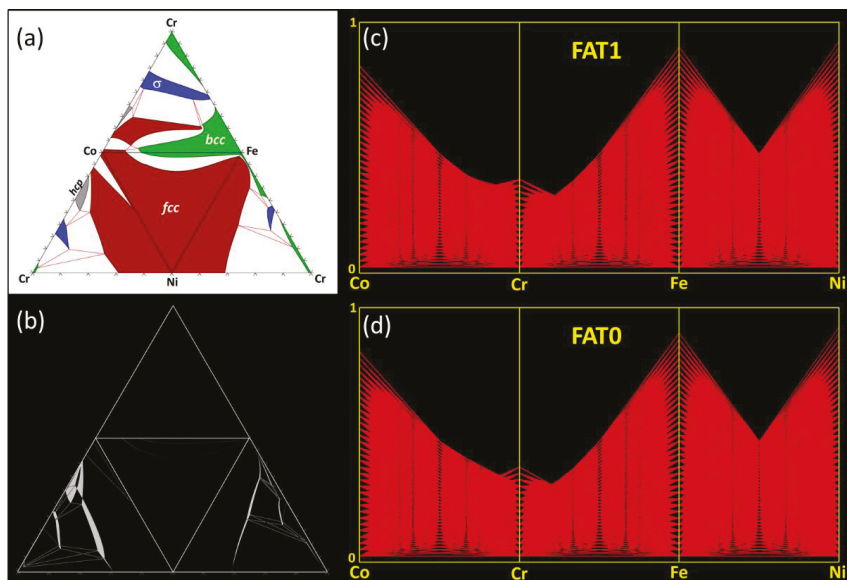 (a)
Cr
σ
Co
bcc
Fe
hcp
fcc
Cr
Ni
Cr
(b)
(c)
1
FAT1
0
Co
Cr
Fe
Ni
(d)
1
FAT0
0
Co
Cr
Fe
Ni